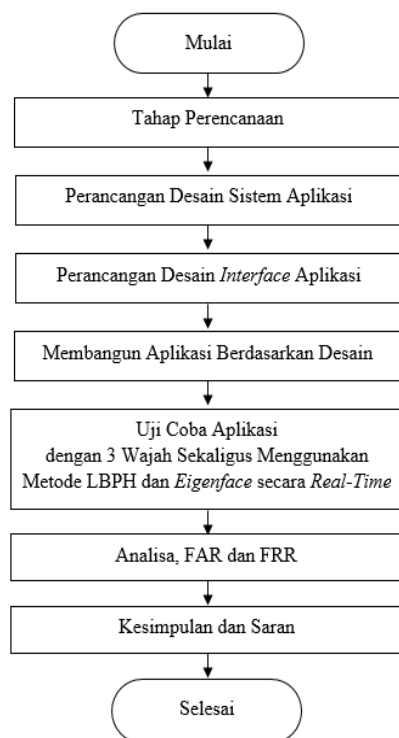 Mulai
Tahap Perencanaan
Perancangan Desain Sistem Aplikasi
Perancangan Desain Interface Aplikasi
Membangun Aplikasi Berdasarkan Desain
Uji Coba Aplikasi
dengan 3 Wajah Sekaligus Menggunakan
Metode LBPH dan Eigenface secara Real-Time
Analisa, FAR dan FRR
Kesimpulan dan Saran
Selesai